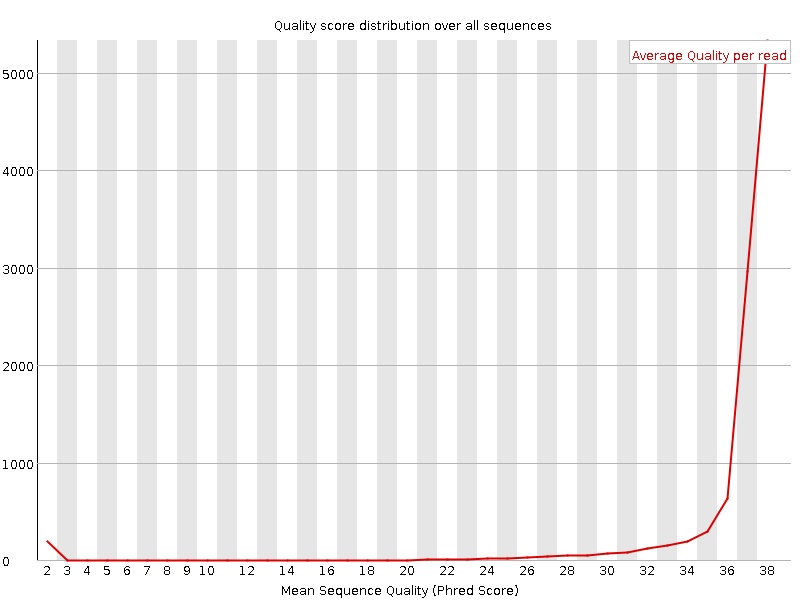 Quality score distribution over all sequences
Average Quality per read
5000
4000
3000
2000
1000
0
2 3 4 5 6 7 8 9 10 12 14 16 18 20 22 24 26 28 30 32 34 36 38
Mean Sequence Quality (Phred Score)